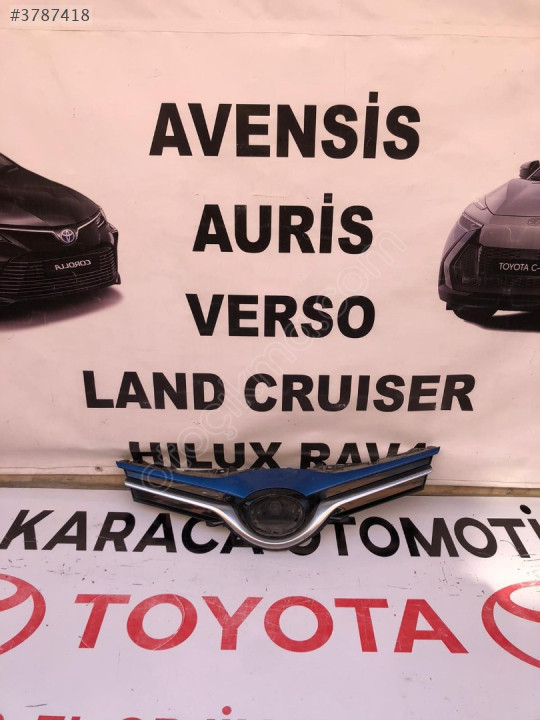 #3787418
AVENSİS
AURİS
VERSO
LAND CRUISER
HILUX RAV4
COROLLA
TOYOTA C-
KARACA OTOMOTİ
TOYOTA